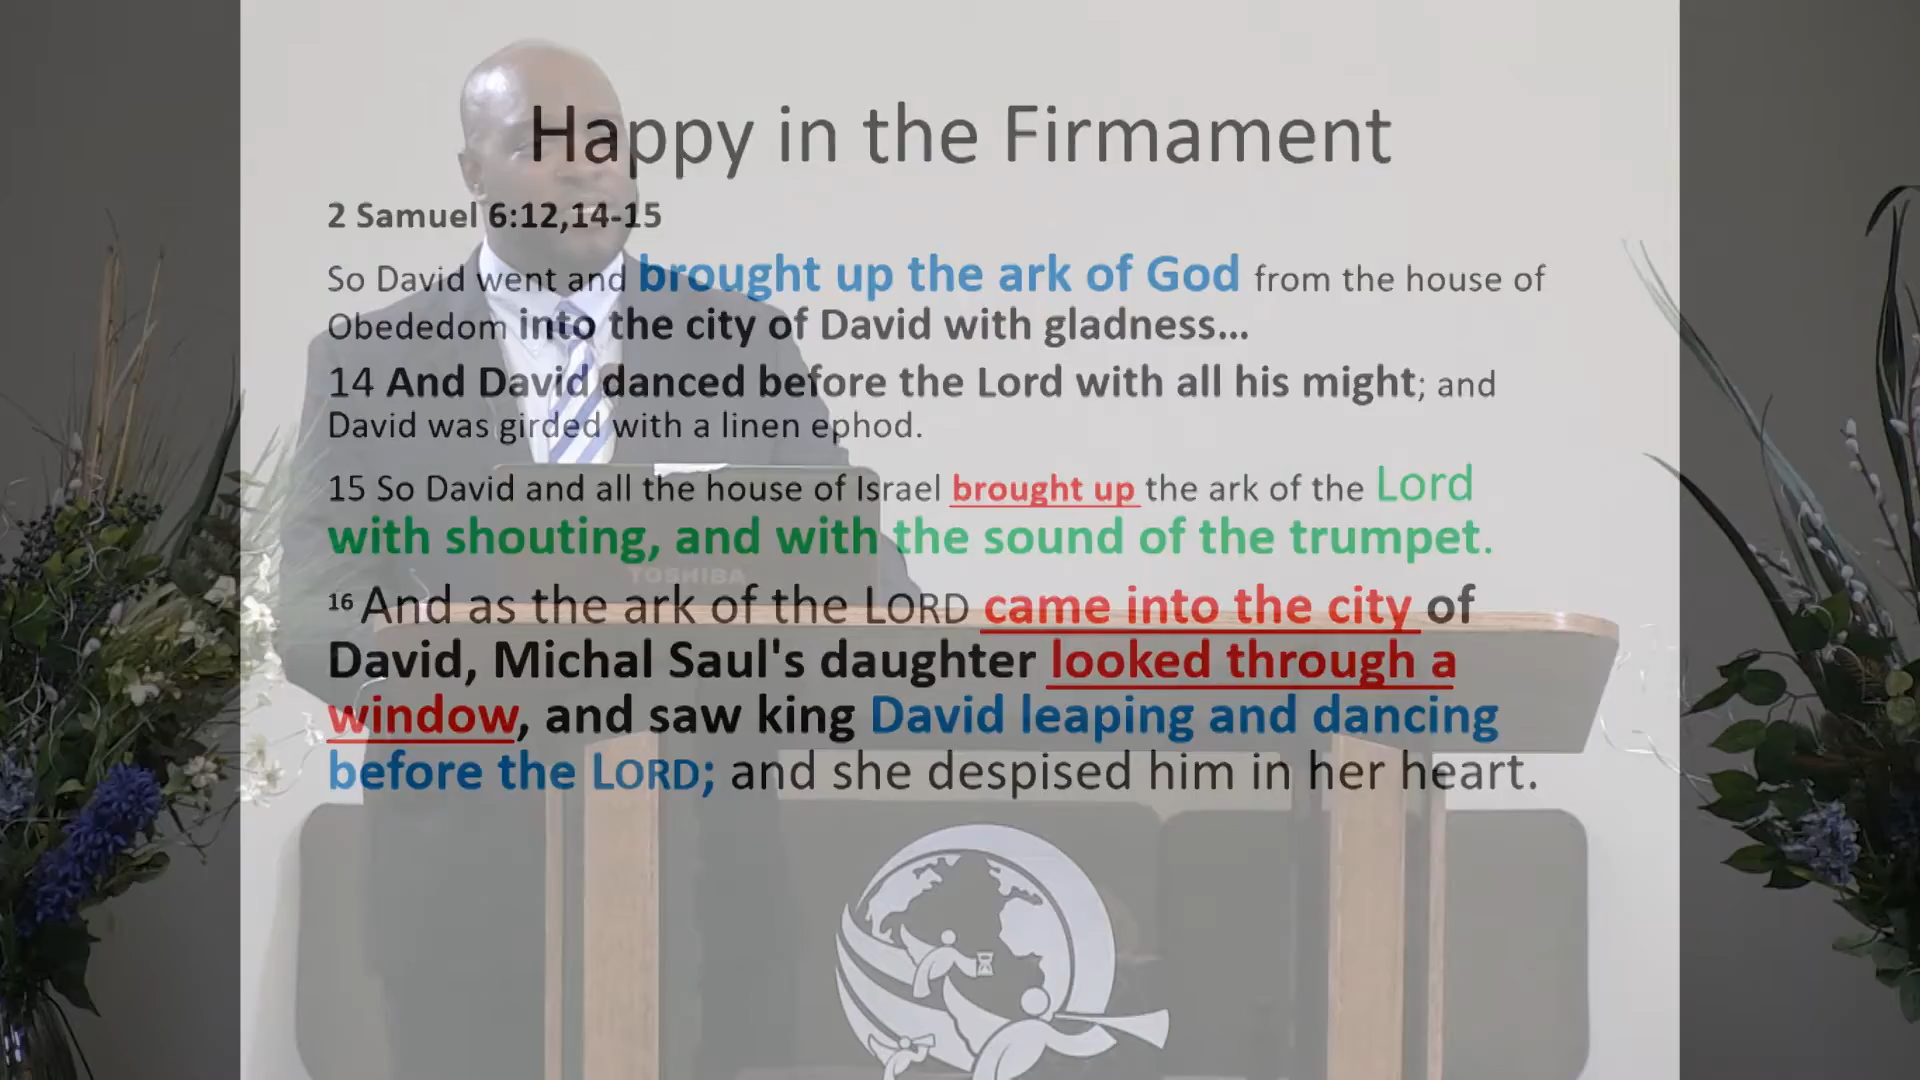 Happy in the Firmament
2 Samuel 6:12,14-15
So David went and brought up the ark of God from the house of
Obededom into the city of David with gladness...
14 And David danced before the Lord with all his might; and
David was girded with a linen ephod.
15 So David and all the house of Israel brought up the ark of the Lord
with shouting, and with the sound of the trumpet.
16 And as the ark of the LORD came into the city of
David, Michal Saul's daughter looked through a
window, and saw king David leaping and dancing
before the LORD; and she despised him in her heart.
TOSHIBA